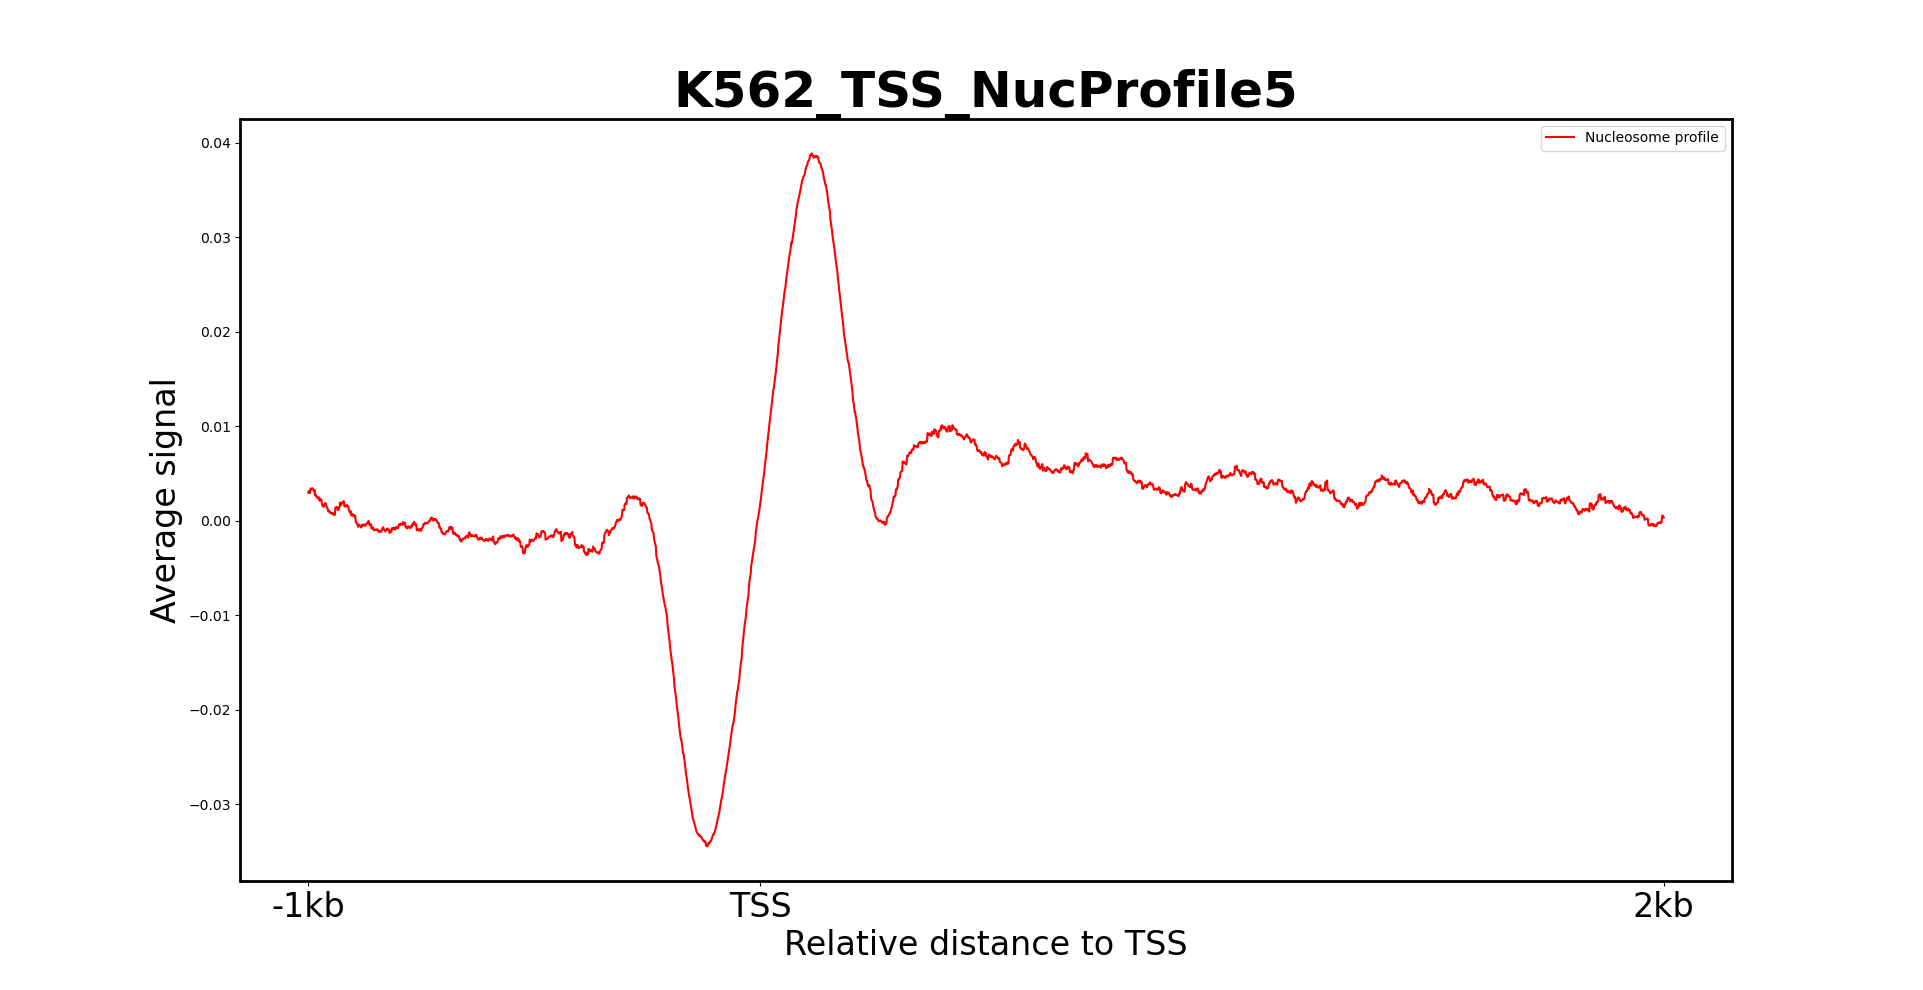 K562_TSS_NucProfile5
Nucleosome profile
0.04
0.03
0.02
0.01
0.00
−0.01
−0.02
−0.03
Average signal
-1kb TSS 2kb
Relative distance to TSS